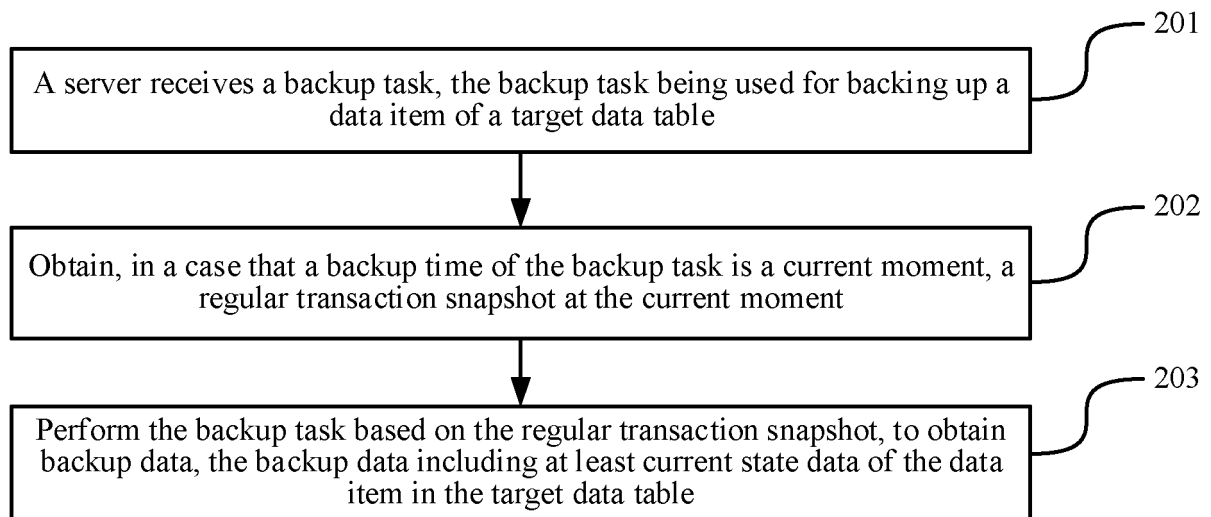 201
A server receives a backup task, the backup task being used for backing up a
data item of a target data table
202
Obtain, in a case that a backup time of the backup task is a current moment, a
regular transaction snapshot at the current moment
203
Perform the backup task based on the regular transaction snapshot, to obtain
backup data, the backup data including at least current state data of the data
item in the target data table